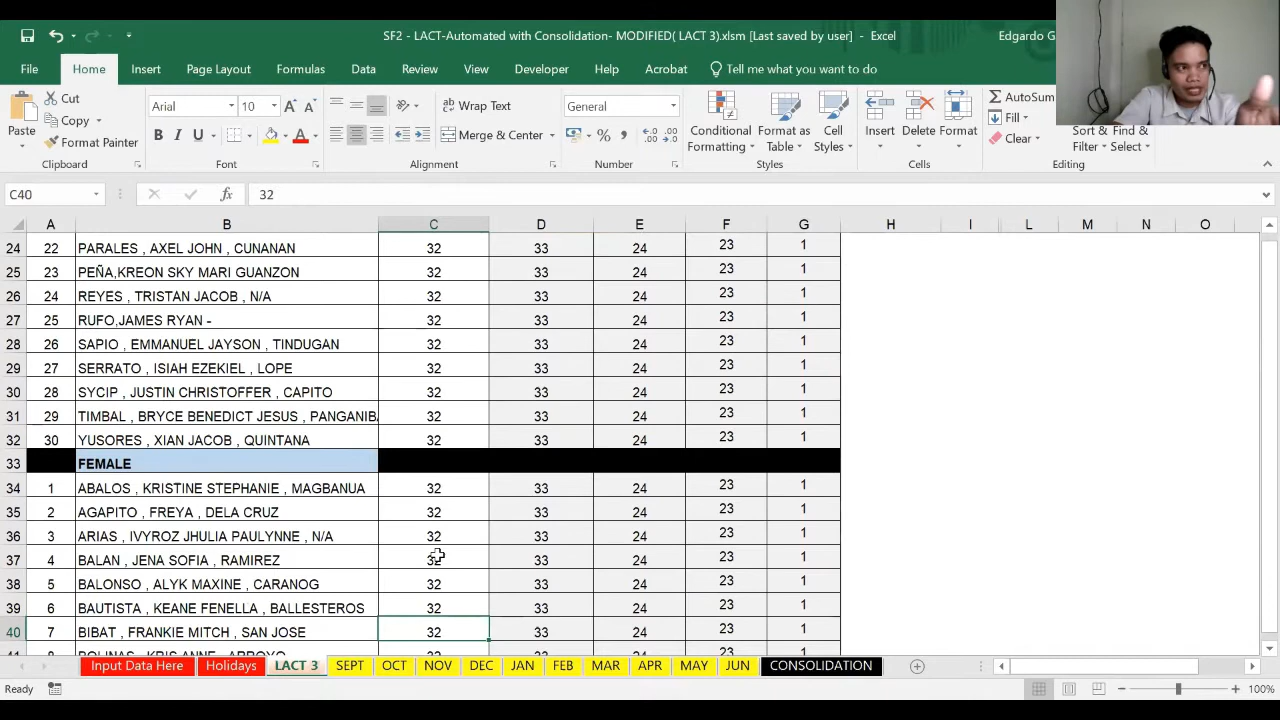 SF2 - LACT-Automated with Consolidation- MODIFIED( LACT 3).xlsm [Last saved by user] - Excel
Edgardo G
File Home Insert Page Layout Formulas Data Review View Developer Help Acrobat Tell me what you want to do
Paste
Cut
Copy
Format Painter
Clipboard
Arial 10
B I U
Font
Wrap Text
Merge & Center
Alignment
General
Number
Conditional Formatting
Format as Table
Cell Styles
Styles
Insert Delete Format
Cells
AutoSum
Fill
Clear
Sort & Filter
Find & Select
Editing
C40 fx 32
A B C D E F G H I L M N O
24 22 PARALES , AXEL JOHN , CUNANAN 32 33 24 23 1
25 23 PEÑA,KREON SKY MARI GUANZON 32 33 24 23 1
26 24 REYES , TRISTAN JACOB , N/A 32 33 24 23 1
27 25 RUFO,JAMES RYAN - 32 33 24 23 1
28 26 SAPIO , EMMANUEL JAYSON , TINDUGAN 32 33 24 23 1
29 27 SERRATO , ISIAH EZEKIEL , LOPE 32 33 24 23 1
30 28 SYCIP , JUSTIN CHRISTOFFER , CAPITO 32 33 24 23 1
31 29 TIMBAL , BRYCE BENEDICT JESUS , PANGANIB 32 33 24 23 1
32 30 YUSORES , XIAN JACOB , QUINTANA 32 33 24 23 1
33 FEMALE
34 1 ABALOS , KRISTINE STEPHANIE , MAGBANUA 32 33 24 23 1
35 2 AGAPITO , FREYA , DELA CRUZ 32 33 24 23 1
36 3 ARIAS , IVYROZ JHULIA PAULYNNE , N/A 32 33 24 23 1
37 4 BALAN , JENA SOFIA , RAMIREZ 33 24 23 1
38 5 BALONSO , ALYK MAXINE , CARANOG 32 33 24 23 1
39 6 BAUTISTA , KEANE FENELLA , BALLESTEROS 32 33 24 23 1
40 7 BIBAT , FRANKIE MITCH , SAN JOSE 32 33 24 23 1
41
Input Data Here Holidays LACT 3 SEPT OCT NOV DEC JAN FEB MAR APR MAY JUN CONSOLIDATION
Ready 100%